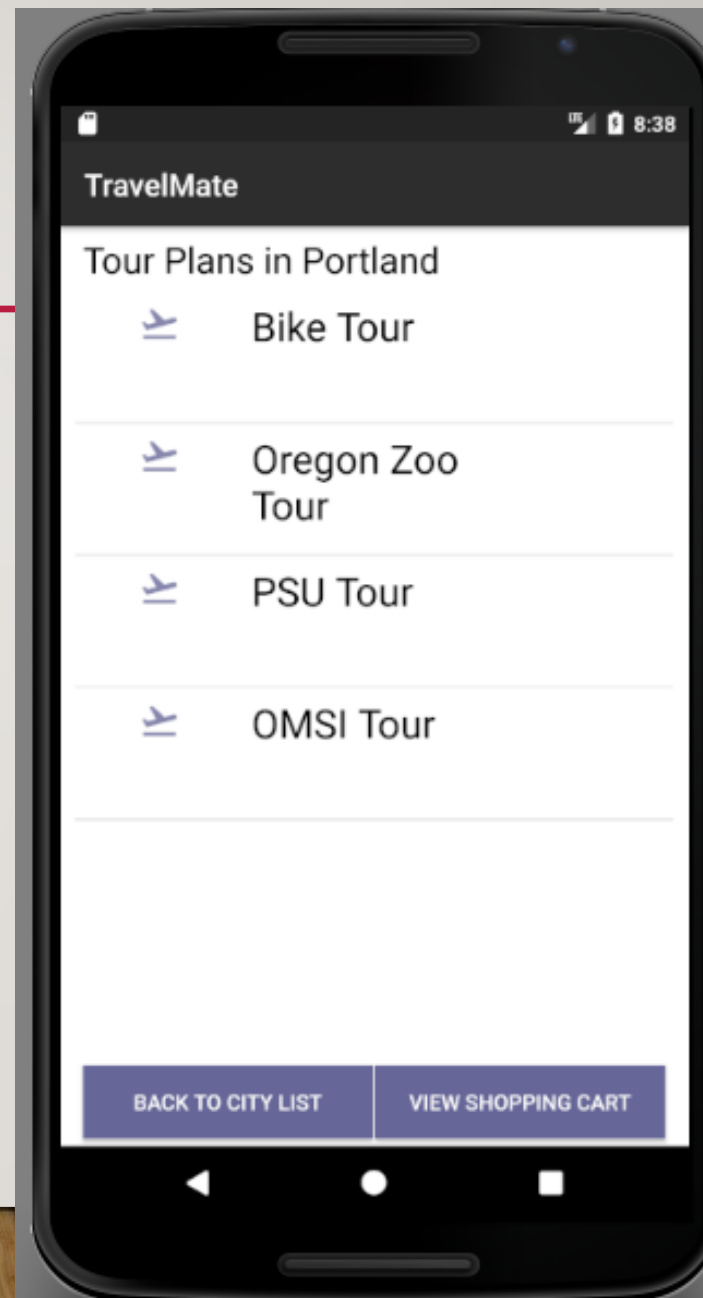 LTE 8:38
TravelMate
Tour Plans in Portland
Bike Tour
Oregon Zoo
Tour
PSU Tour
OMSI Tour
BACK TO CITY LIST VIEW SHOPPING CART